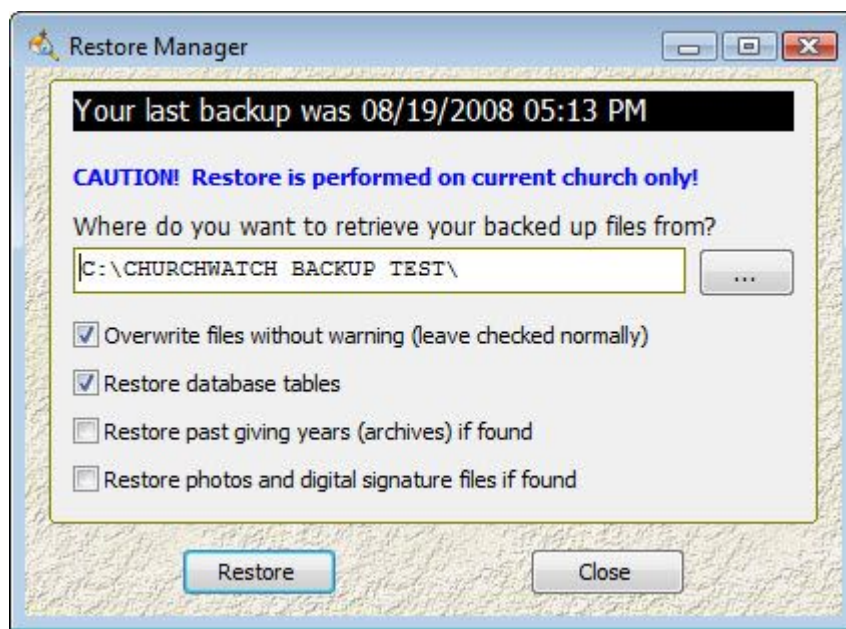 Restore Manager
Your last backup was 08/19/2008 05:13 PM
CAUTION! Restore is performed on current church only!
Where do you want to retrieve your backed up files from?
C:\CHURCHWATCH BACKUP TEST\
...
Overwrite files without warning (leave checked normally)
Restore database tables
Restore past giving years (archives) if found
Restore photos and digital signature files if found
Restore
Close